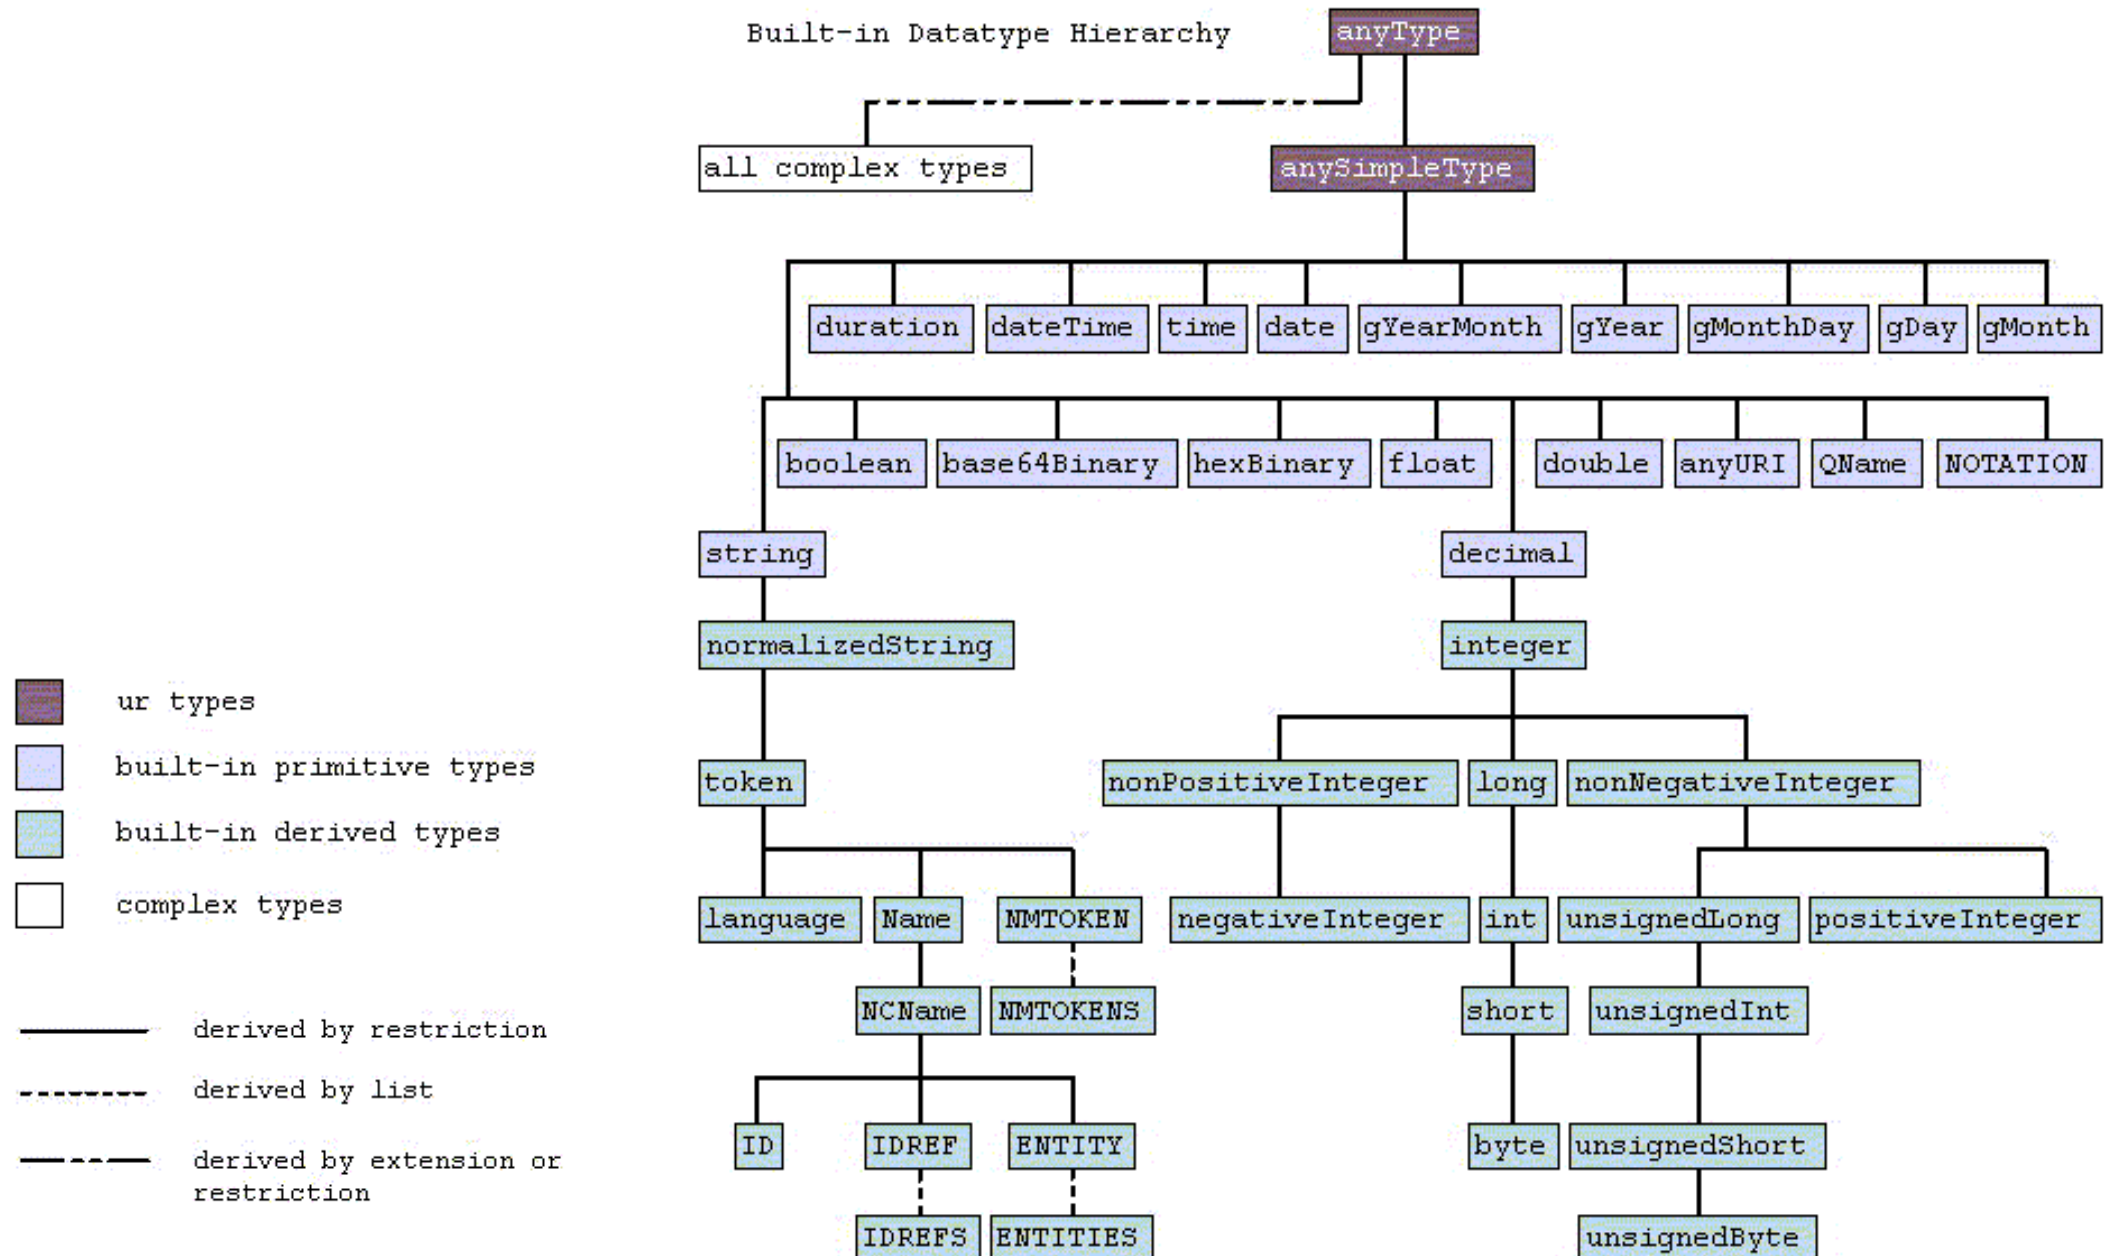 Built-in Datatype Hierarchy
anyType
all complex types
anySimpleType
duration
dateTime
time
date
gYearMonth
gYear
gMonthDay
gDay
gMonth
boolean
base64Binary
hexBinary
float
double
anyURI
QName
NOTATION
string
decimal
normalizedString
integer
ur types
built-in primitive types
built-in derived types
complex types
token
nonPositiveInteger
long
nonNegativeInteger
language
Name
NMTOKEN
negativeInteger
int
unsignedLong
positiveInteger
NCName
NMTOKENS
short
unsignedInt
derived by restriction
derived by list
derived by extension or
restriction
ID
IDREF
ENTITY
byte
unsignedShort
IDREFS
ENTITIES
unsignedByte